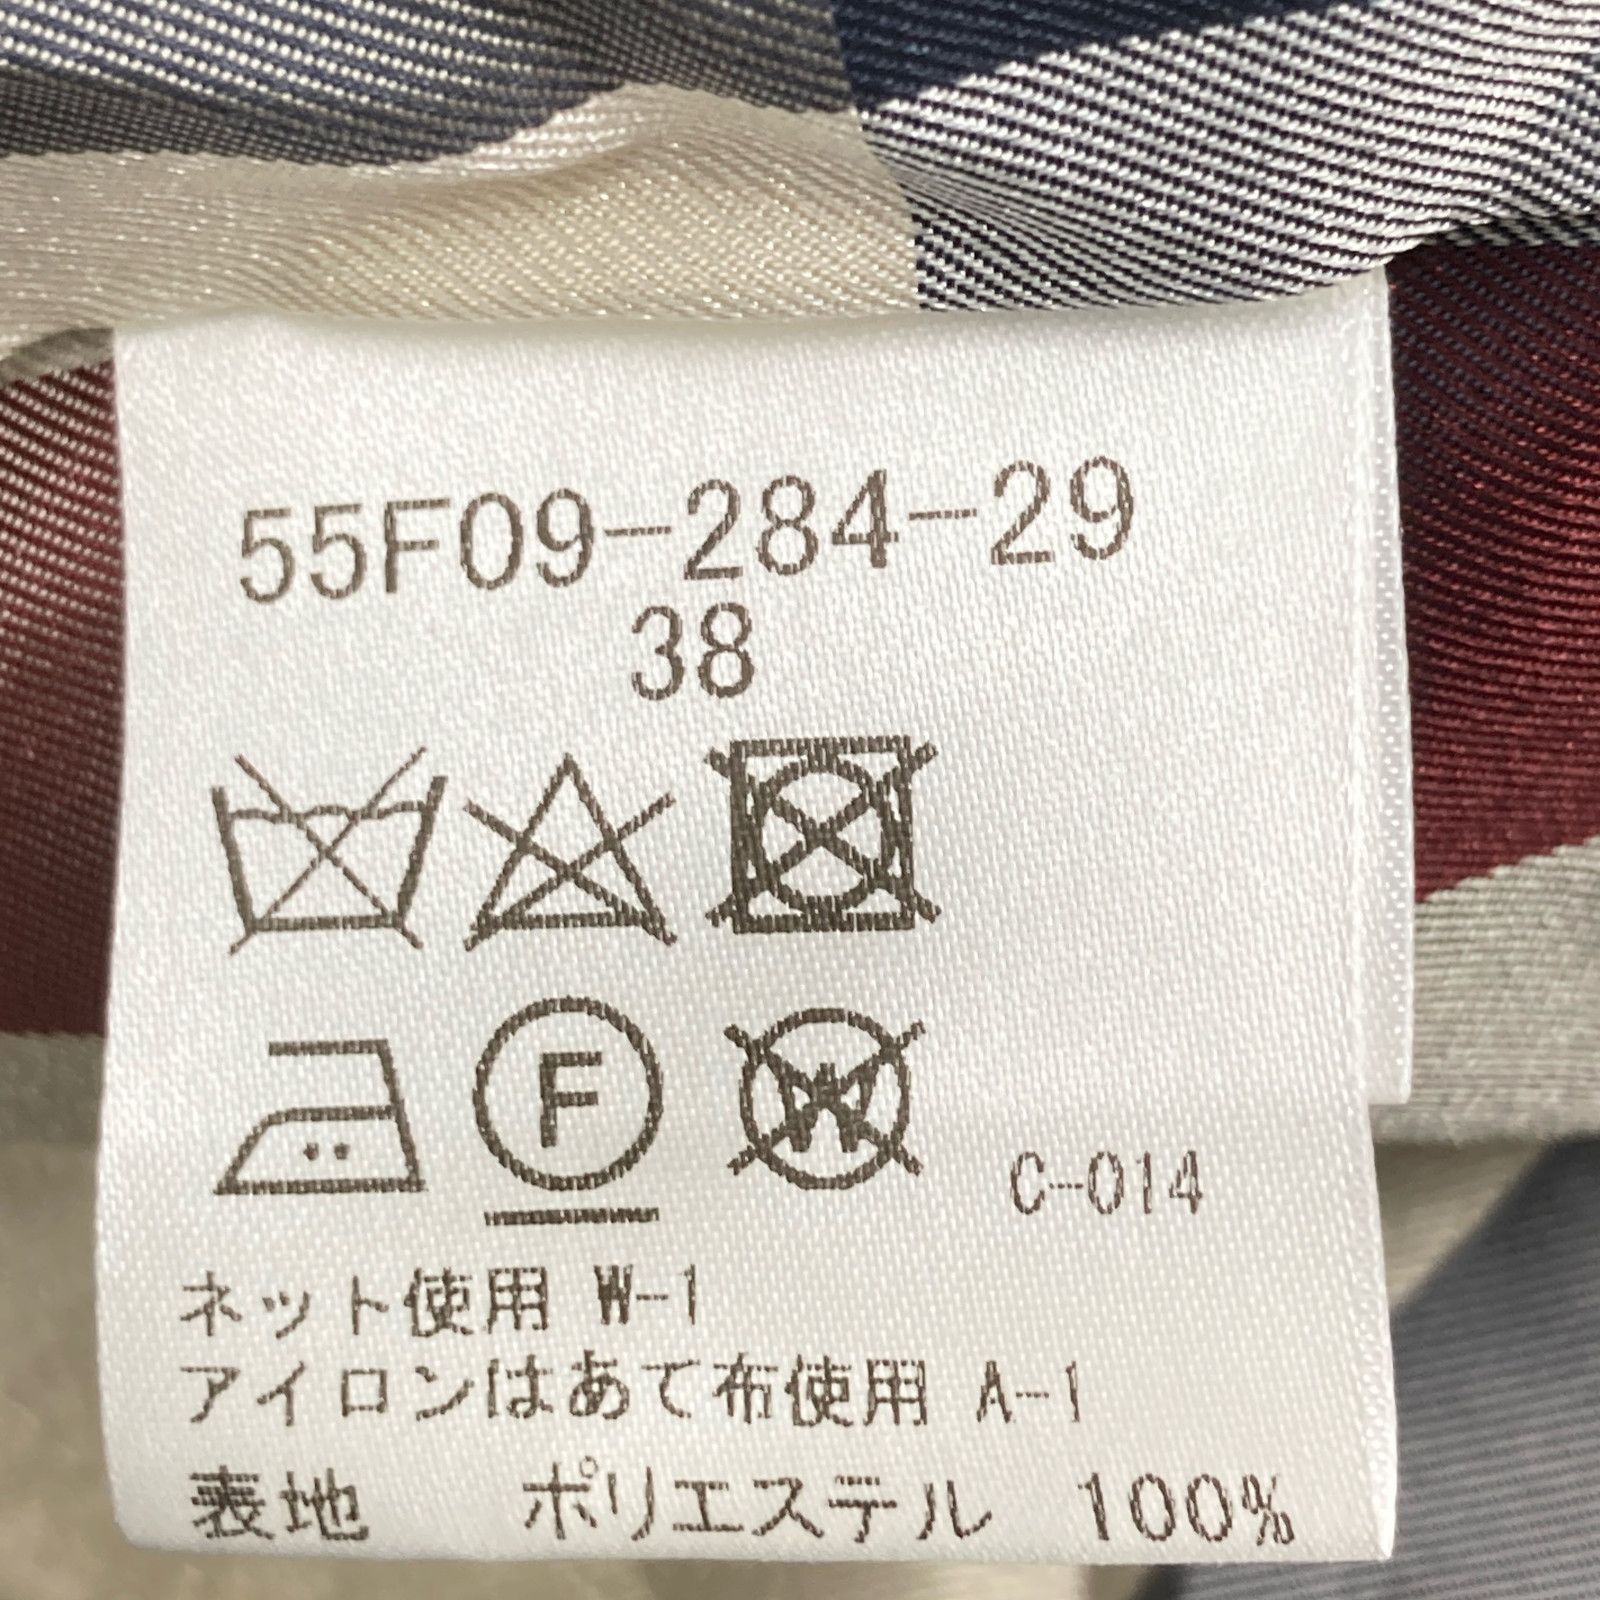 55F09-284-29
38
F W
C-014
ネット使用 W-1
アイロンはあて布使用 A-1
表地 ポリエステル 100%